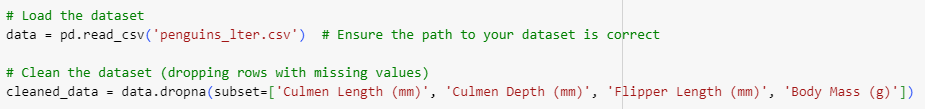 # Load the dataset
data = pd.read_csv('penguins_lter.csv')  # Ensure the path to your dataset is correct
# Clean the dataset (dropping rows with missing values)
cleaned_data = data.dropna(subset=['Culmen Length (mm)', 'Culmen Depth (mm)', 'Flipper Length (mm)', 'Body Mass (g)'])